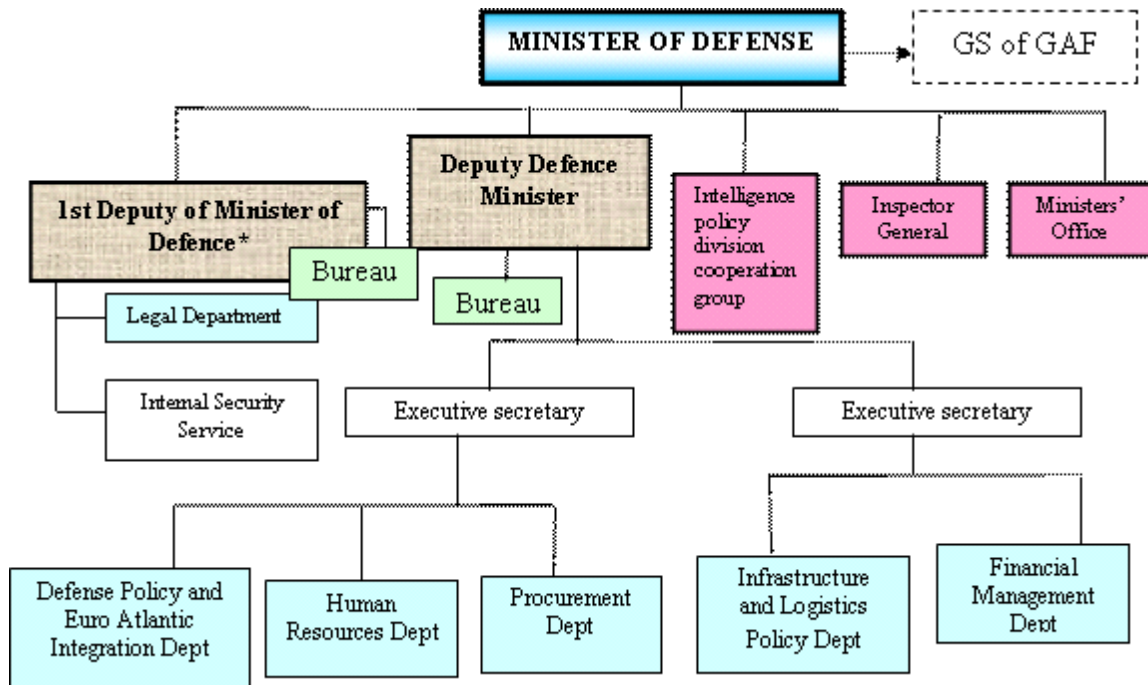 MINISTER OF DEFENSE
GS of GAF
1st Deputy of Minister of
Defence*
Bureau
Deputy Defence
Minister
Bureau
Intelligence
policy
division
cooperation
group
Inspector
General
Ministers'
Office
Legal Department
Internal Security
Service
Executive secretary
Executive secretary
Defense Policy and
Euro Atlantic
Integration Dept
Human
Resources Dept
Procurement
Dept
Infrastructure
and Logistics
Policy Dept
Financial
Management
Dept